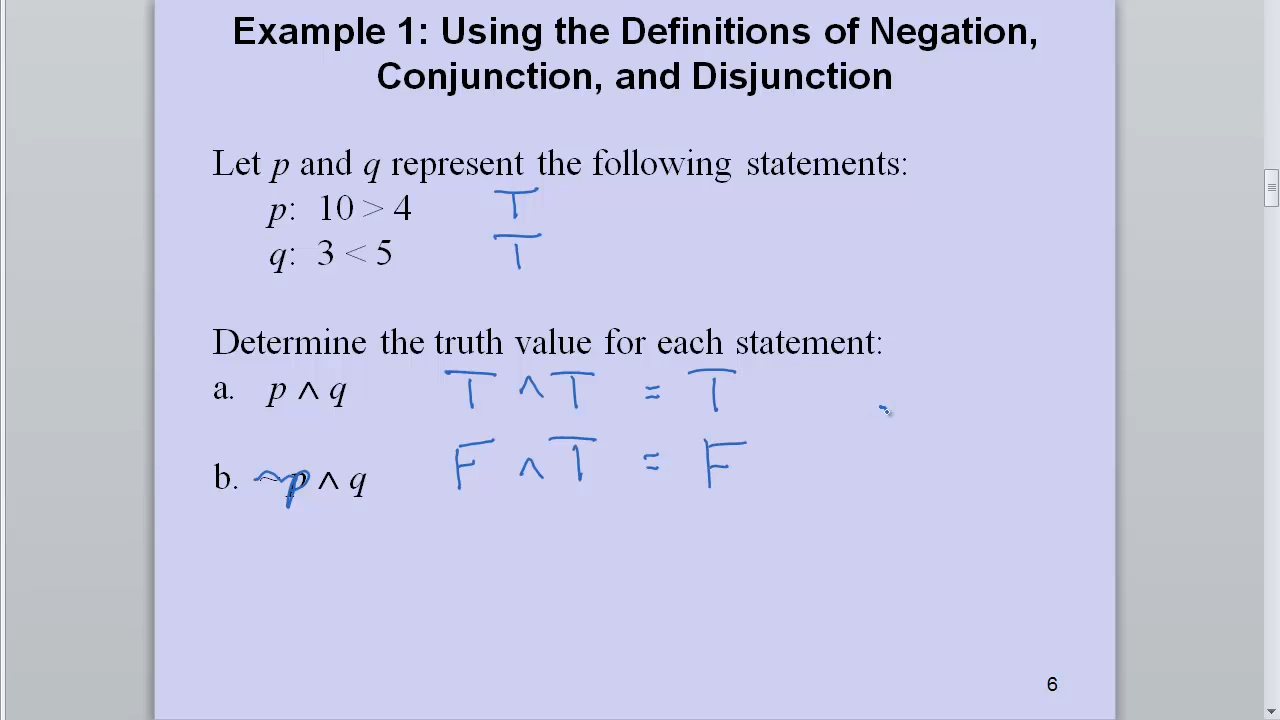 Example 1: Using the Definitions of Negation,
Conjunction, and Disjunction
Let p and q represent the following statements:
p: 10 > 4 T
q: 3 < 5 T
Determine the truth value for each statement:
a. p ∧ q T ∧ T = T
b. ~p ∧ q F ∧ T = F
6